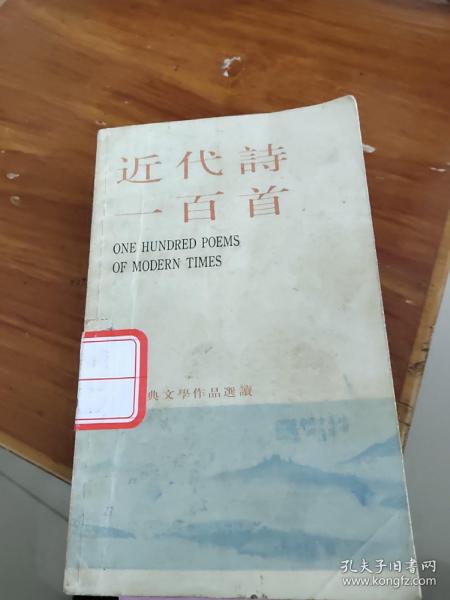 近代詩
一百首
ONE HUNDRED POEMS
OF MODERN TIMES
典文學作品選讀
孔夫子旧书网
www.kongfz.com